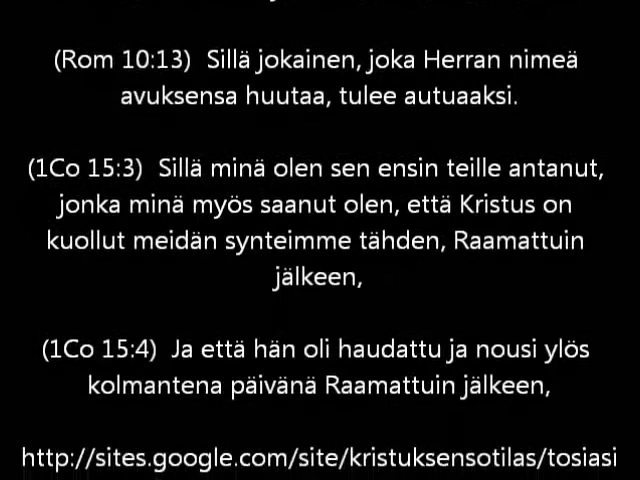 (Rom 10:13) Sillä jokainen, joka Herran nimeä
avuksensa huutaa, tulee autuaaksi.
(1Co 15:3) Sillä minä olen sen ensin teille antanut,
jonka minä myös saanut olen, että Kristus on
kuollut meidän synteimme tähden, Raamattuin
jälkeen,
(1Co 15:4) Ja että hän oli haudattu ja nousi ylös
kolmantena päivänä Raamattuin jälkeen,
http://sites.google.com/site/kristuksensotilas/tosiasi